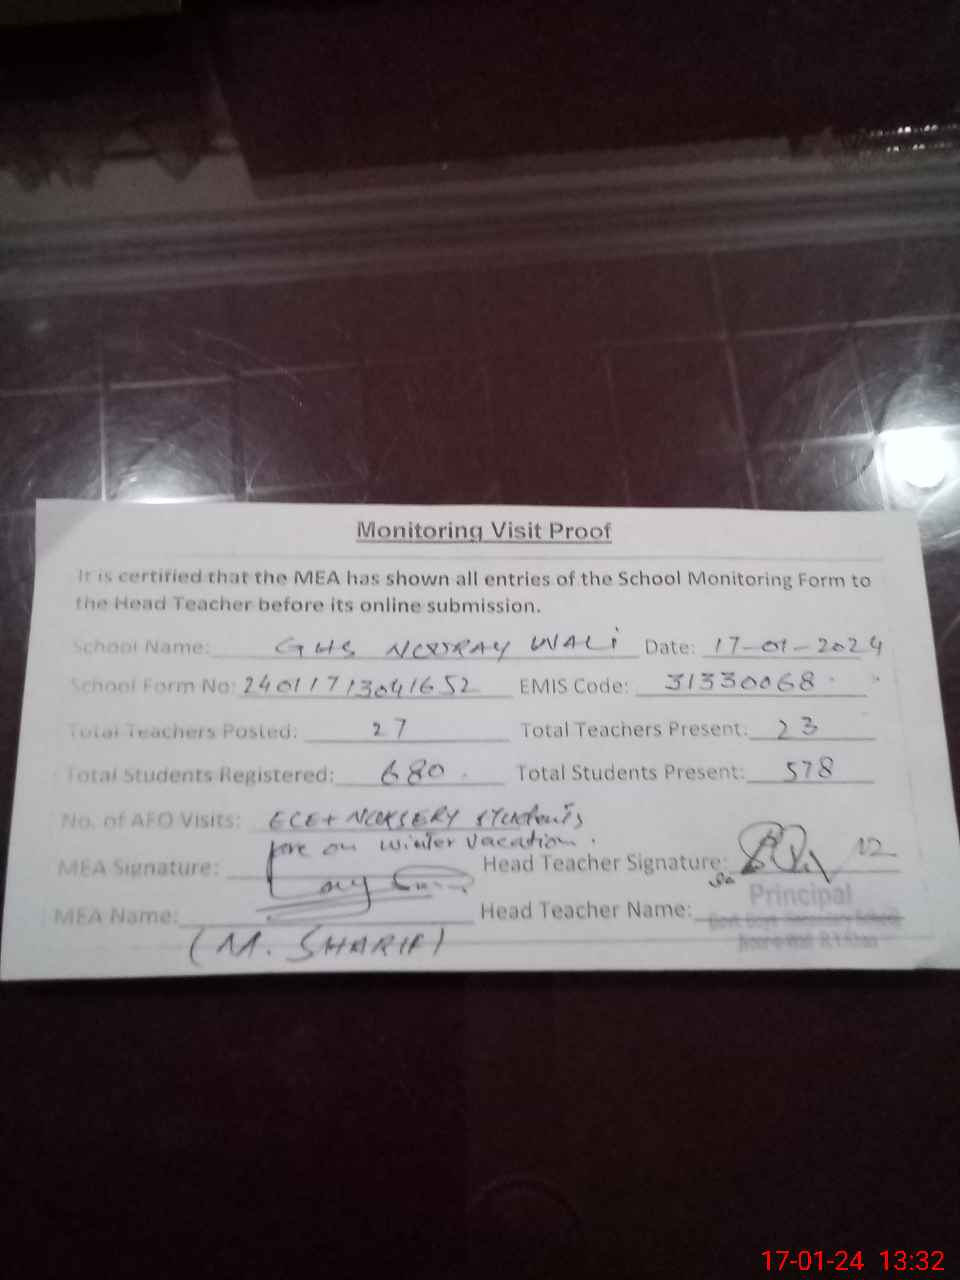 Monitoring Visit Proof
It is certified that the MEA has shown all entries of the School Monitoring Form to
the Head Teacher before its online submission.
School Name: GHS NOORAY WALI Date: 17-01-2024
School Form No: 24011713041652 EMIS Code: 31330068
Total Teachers Posted: 27 Total Teachers Present: 23
Total Students Registered: 680 Total Students Present: 578
No. of AEO Visits: ECE+ NURSERY students
are on winter vacation.
MEA Signature: Head Teacher Signature:
Principal
MEA Name: Head Teacher Name:
(M. SHARIF)
17-01-24 13:32